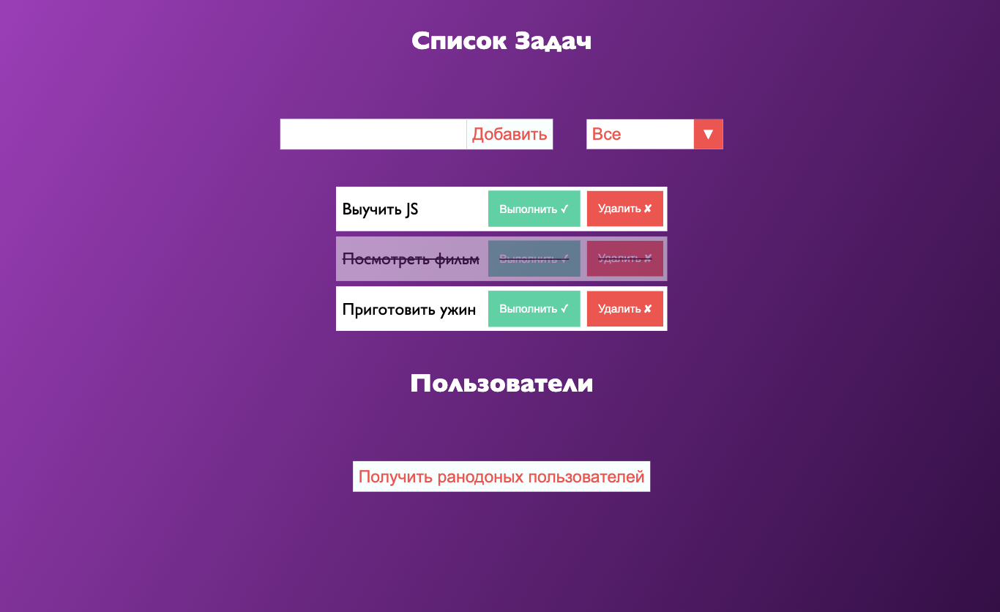 Список Задач
Добавить Все ▼
Выучить JS Выполнить ✓ Удалить ✘
Посмотреть фильм Выполнить ✓ Удалить ✘
Приготовить ужин Выполнить ✓ Удалить ✘
Пользователи
Получить ранодоных пользователей